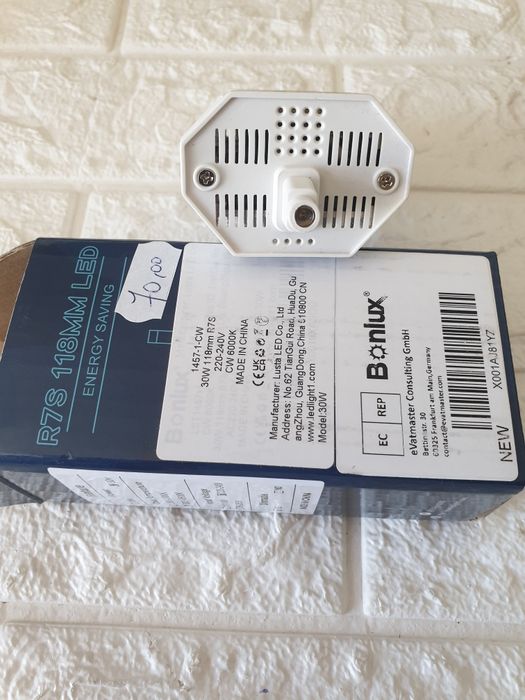 R7S 118MM LED
ENERGY SAVING
70,00
1457-1-CW
30W 118mm R7S
220-240V
CW 6000K
MADE IN CHINA
Manufacturer: Lusta LED Co., Ltd
Address: No.62 TianGui Road, HuaDu, Gu
angZhou, GuangDong,China 510800 CN
www.ledlight1.com
Model:30W
Bonlux
EC REP
eVatmaster Consulting GmbH
Bettinistr. 30
60325 Frankfurt am Main,Germany
contact@evatmaster.com
X001AJ81YZ
NEW